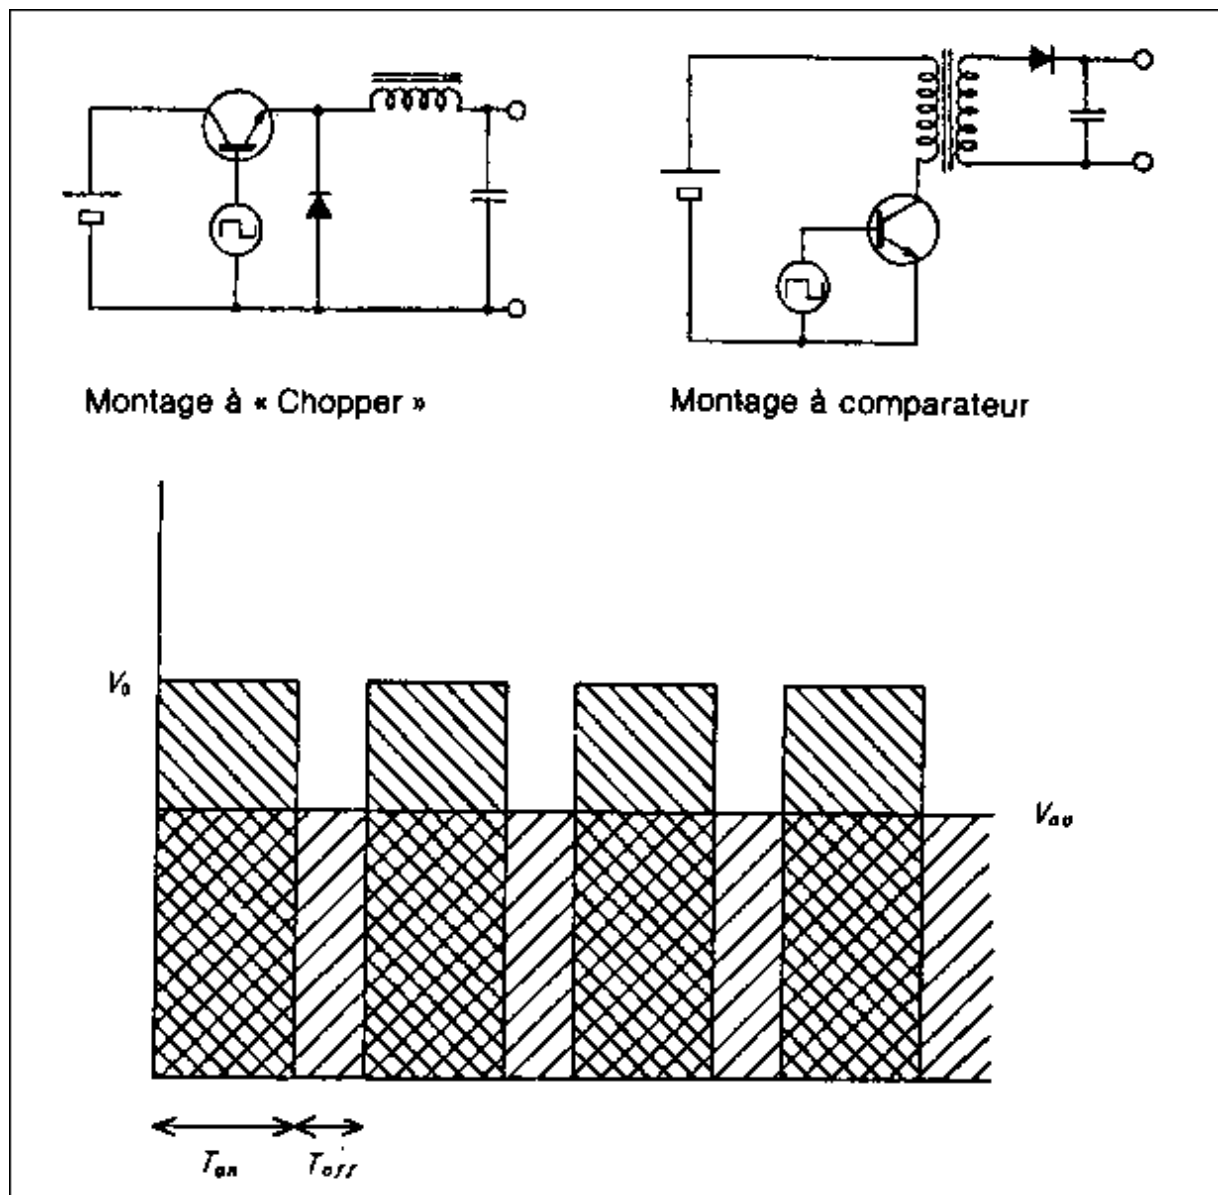 Montage à « Chopper »
Montage à comparateur
V₀
Vav
Ton
Toff